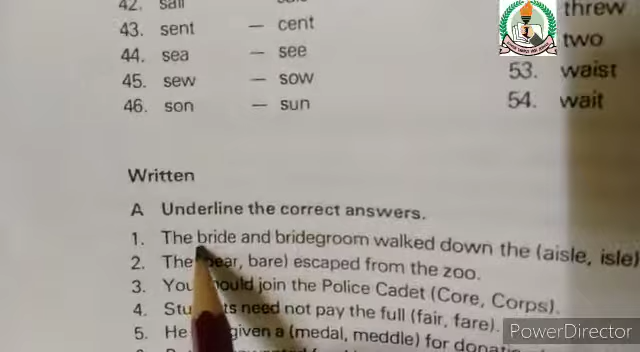 42. sail
43. sent — cent
44. sea — see
45. sew — sow
46. son — sun
threw
two
53. waist
54. wait
Written
A Underline the correct answers.
1. The bride and bridegroom walked down the (aisle, isle)
2. The bare) escaped from the zoo.
3. You join the Police Cadet (Core, Corps).
4. need not pay the full (fair, fare).
5. He given a (medal, meddle) for
PowerDirector